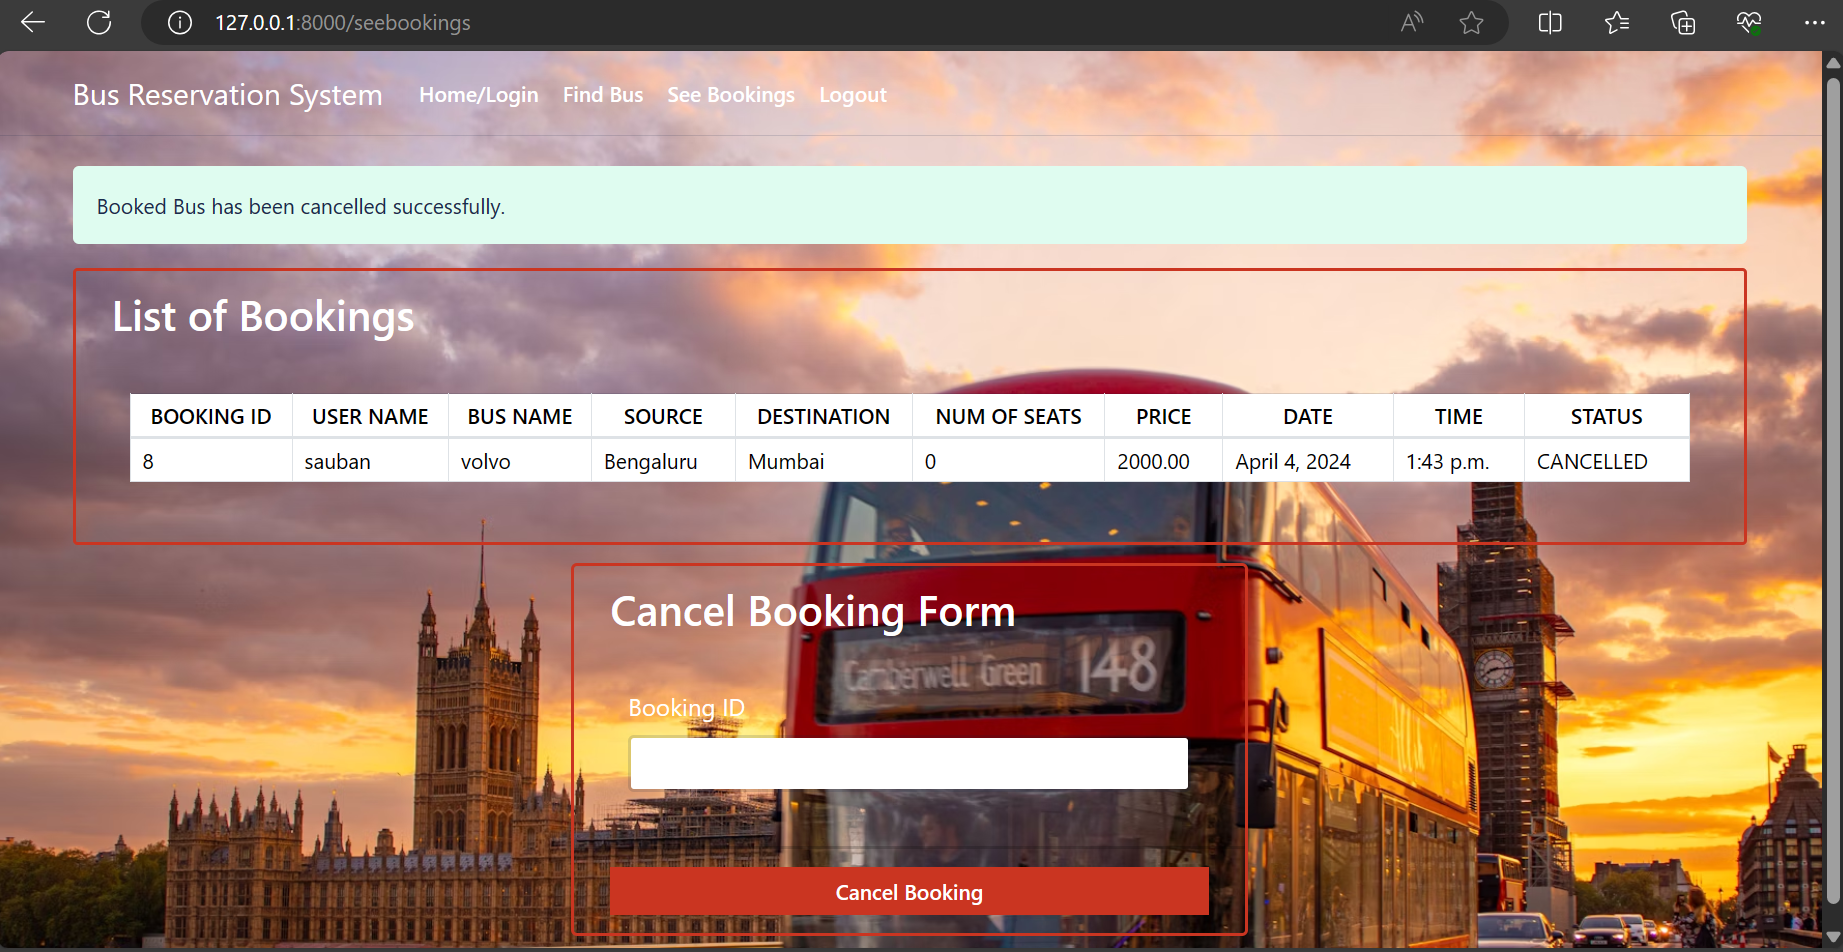 127.0.0.1:8000/seebookings
Bus Reservation System Home/Login Find Bus See Bookings Logout
Booked Bus has been cancelled successfully.
List of Bookings
BOOKING ID USER NAME BUS NAME SOURCE DESTINATION NUM OF SEATS PRICE DATE TIME STATUS
8 sauban volvo Bengaluru Mumbai 0 2000.00 April 4, 2024 1:43 p.m. CANCELLED
Cancel Booking Form
Camberwell Green 148
Booking ID
Cancel Booking